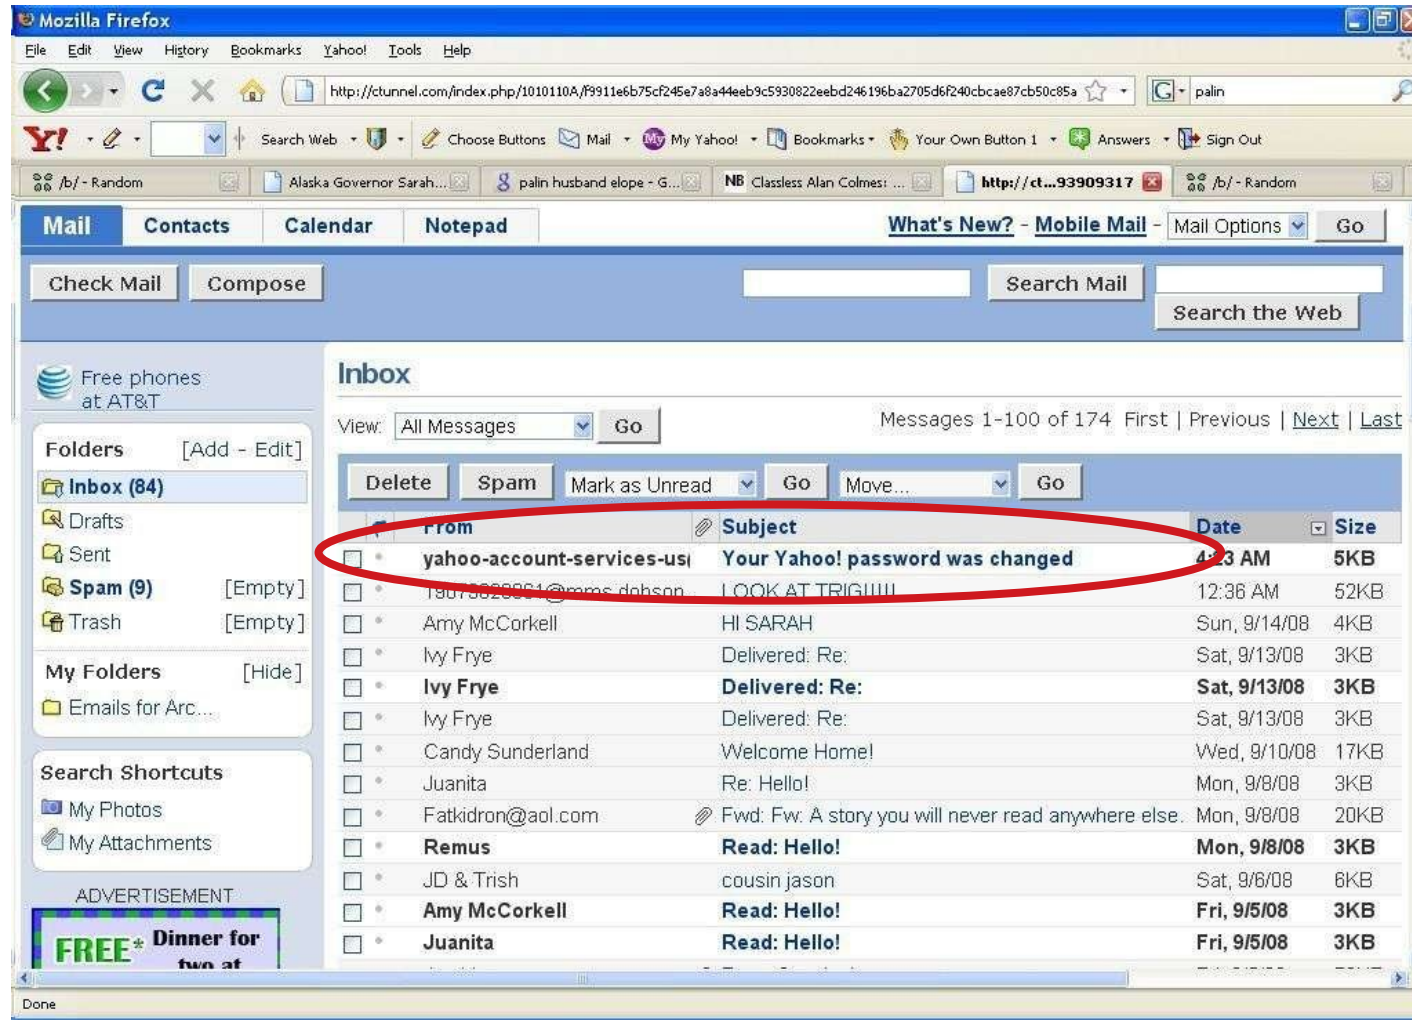 Mozilla Firefox
File Edit View History Bookmarks Yahoo! Tools Help
http://ctunnel.com/index.php/1010110A/ palin
Y! Search Web Choose Buttons Mail My Yahoo! Bookmarks Your Own Button 1 Answers Sign Out
/b/ - Random Alaska Governor Sarah... palin husband elope - G... NB Classless Alan Colmes: ... http://ct...93909317 /b/ - Random
Mail Contacts Calendar Notepad What's New? - Mobile Mail - Mail Options Go
Check Mail Compose Search Mail
Search the Web
Free phones
at AT&T
Inbox
View: All Messages Go Messages 1-100 of 174 First | Previous | Next | Last
Folders [Add - Edit]
Inbox (84)
Drafts
Sent
Spam (9) [Empty]
Trash [Empty]
My Folders [Hide]
Emails for Arc...
Search Shortcuts
My Photos
My Attachments
ADVERTISEMENT
FREE* Dinner for
two at
Delete Spam Mark as Unread Go Move... Go
From Subject Date Size
yahoo-account-services-us( Your Yahoo! password was changed AM 5KB
LOOK AT 12:36 AM 52KB
Amy McCorkell HI SARAH Sun, 9/14/08 4KB
Ivy Frye Delivered: Re: Sat, 9/13/08 3KB
Ivy Frye Delivered: Re: Sat, 9/13/08 3KB
Ivy Frye Delivered: Re: Sat, 9/13/08 3KB
Candy Sunderland Welcome Home! Wed, 9/10/08 17KB
Juanita Re: Hello! Mon, 9/8/08 3KB
Fatkidron@aol.com Fwd: Fw: A story you will never read anywhere else. Mon, 9/8/08 20KB
Remus Read: Hello! Mon, 9/8/08 3KB
JD & Trish cousin jason Sat, 9/6/08 6KB
Amy McCorkell Read: Hello! Fri, 9/5/08 3KB
Juanita Read: Hello! Fri, 9/5/08 3KB
Done